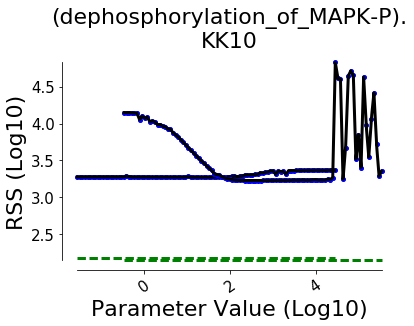 (dephosphorylation_of_MAPK-P).
KK10
RSS (Log10)
4.5
4.0
3.5
3.0
2.5
0
2
4
Parameter Value (Log10)